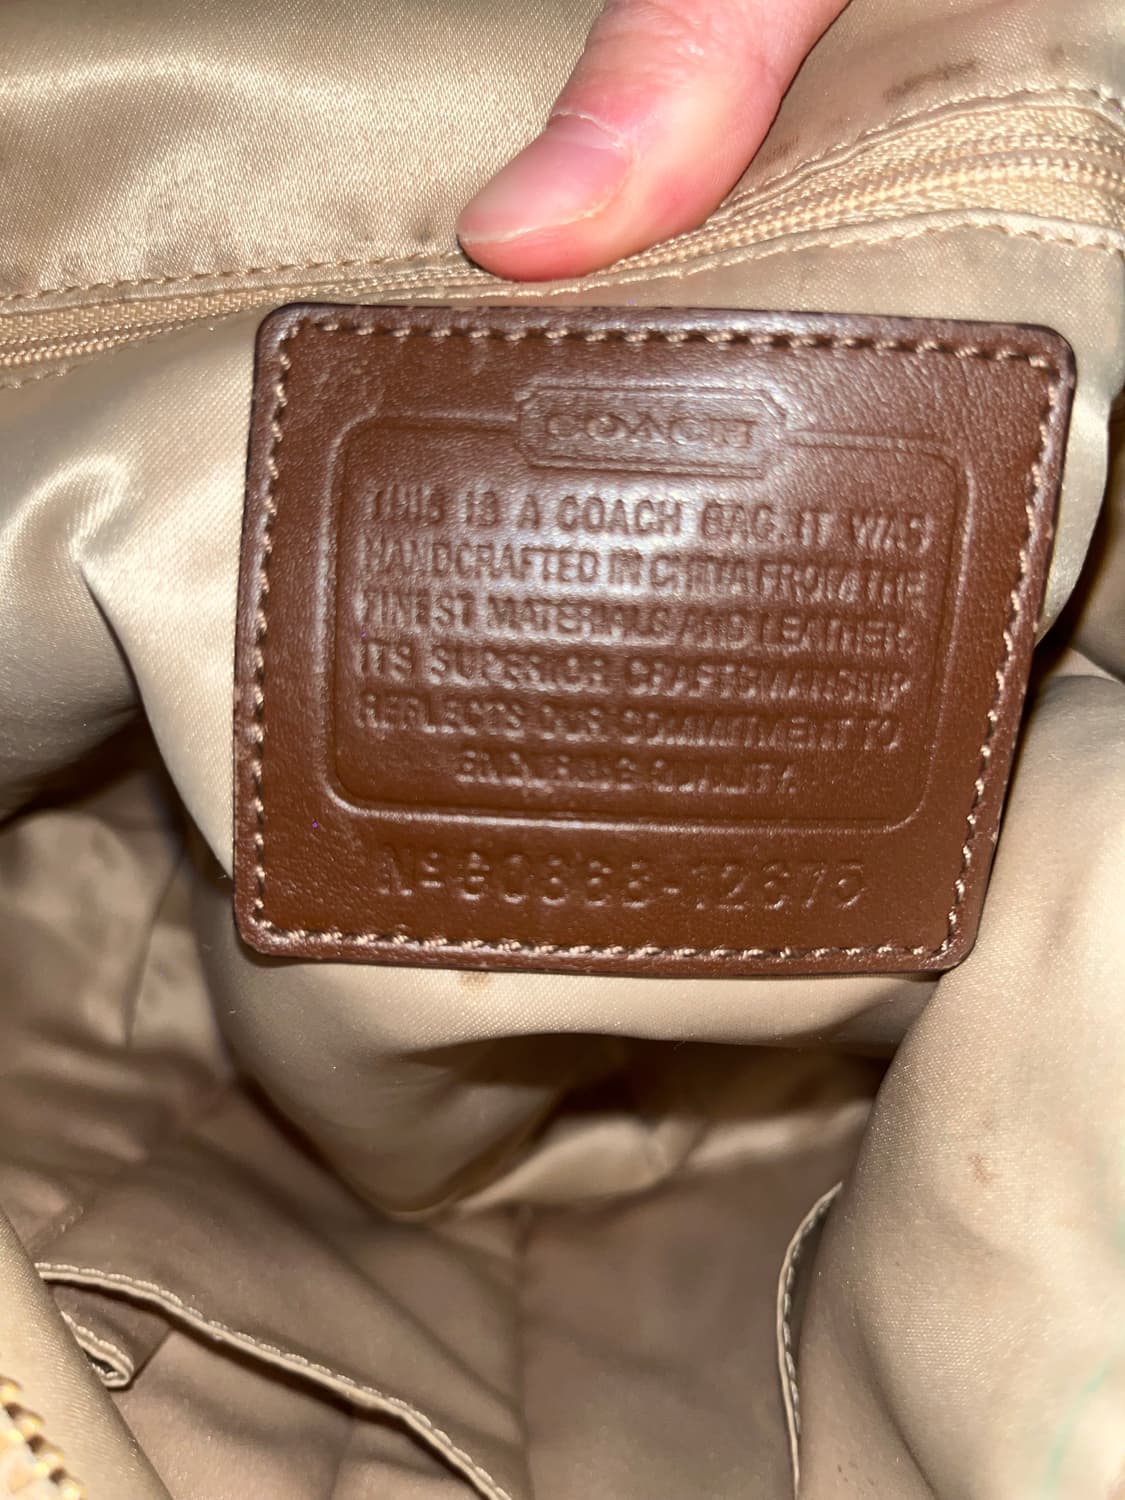 COACH
THIS IS A COACH BAG. IT WAS
HANDCRAFTED IN CHINA FROM THE
FINEST MATERIALS AND LEATHER.
ITS SUPERIOR CRAFTSMANSHIP
REFLECTS OUR COMMITMENT TO
ENDURING QUALITY.